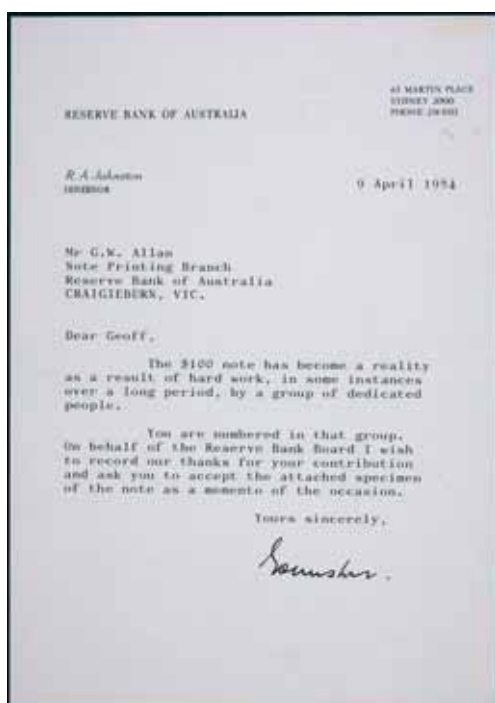 65 MARTIN PLACE
SYDNEY 2000
PHONE
RESERVE BANK OF AUSTRALIA
R.A. Johnston
GOVERNOR
9 April 1984
Mr G.W. Allan
Note Printing Branch
Reserve Bank of Australia
CRAIGIEBURN, VIC.
Dear Geoff,
The $100 note has become a reality
as a result of hard work, in some instances
over a long period, by a group of dedicated
people.
You are numbered in that group.
On behalf of the Reserve Bank Board I wish
to record our thanks for your contribution
and ask you to accept the attached specimen
of the note as a memento of the occasion.
Yours sincerely,